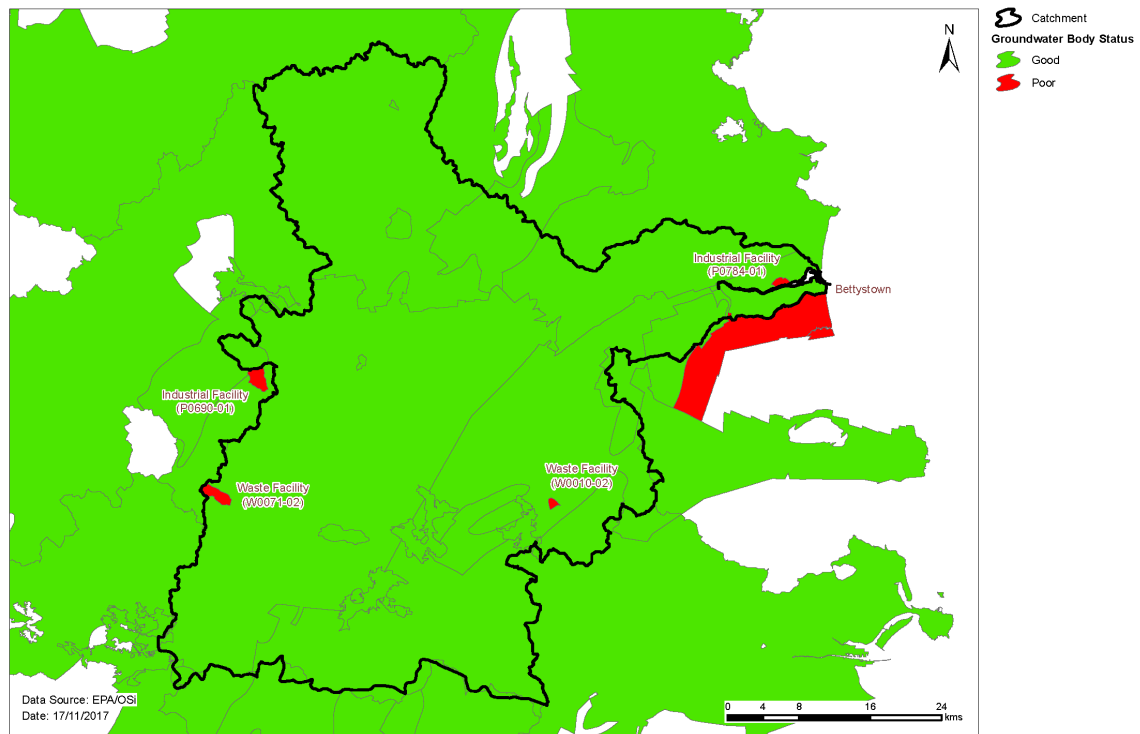 Catchment
Groundwater Body Status
Good
Poor
N
Industrial Facility
(P0784-01)
Bettystown
Industrial Facility
(P0690-01)
Waste Facility
(W0071-02)
Waste Facility
(W0010-02)
Data Source: EPA/OSi
Date: 17/11/2017
0 4 8 16 24
kms